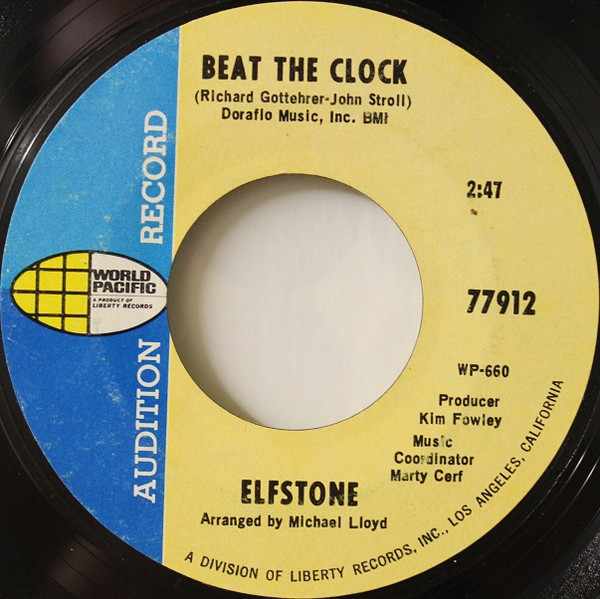 BEAT THE CLOCK
(Richard Gottehrer-John Stroll)
Doraflo Music, Inc. BMI
AUDITION RECORD
2:47
WORLD
PACIFIC
A PRODUCT OF
LIBERTY RECORDS
77912
WP-660
Producer
Kim Fowley
Music
Coordinator
Marty Cerf
ELFSTONE
Arranged by Michael Lloyd
A DIVISION OF LIBERTY RECORDS, INC., LOS ANGELES, CALIFORNIA